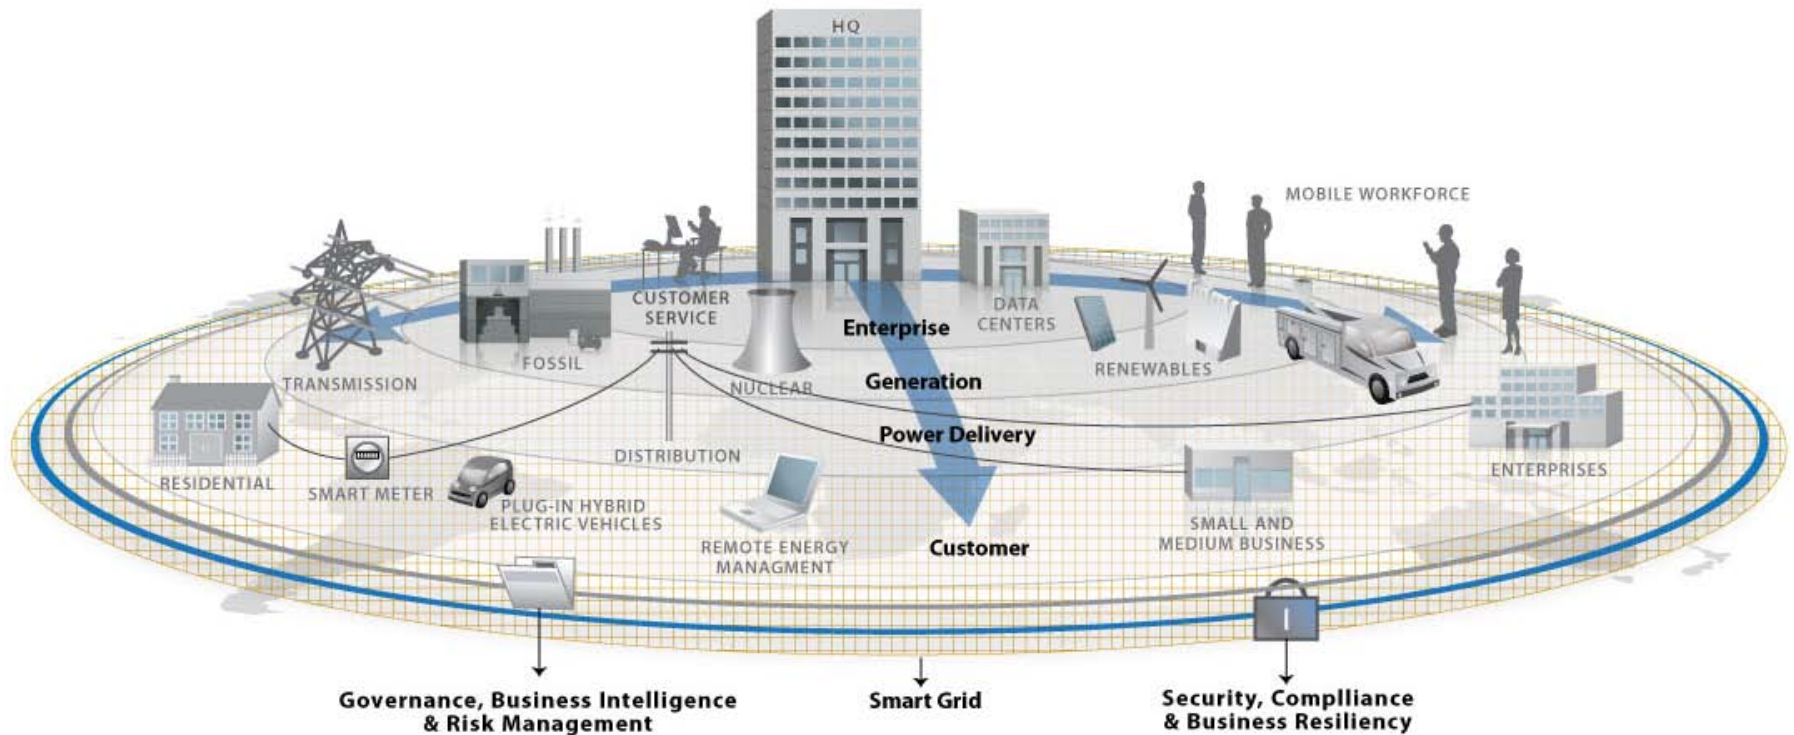 HQ
MOBILE WORKFORCE
CUSTOMER
SERVICE
Enterprise
DATA
CENTERS
FOSSIL
TRANSMISSION
NUCLEAR
Generation
RENEWABLES
Power Delivery
DISTRIBUTION
RESIDENTIAL
SMART METER
PLUG-IN HYBRID
ELECTRIC VEHICLES
REMOTE ENERGY
MANAGMENT
Customer
SMALL AND
MEDIUM BUSINESS
ENTERPRISES
Governance, Business Intelligence
& Risk Management
Smart Grid
Security, Complliance
& Business Resiliency